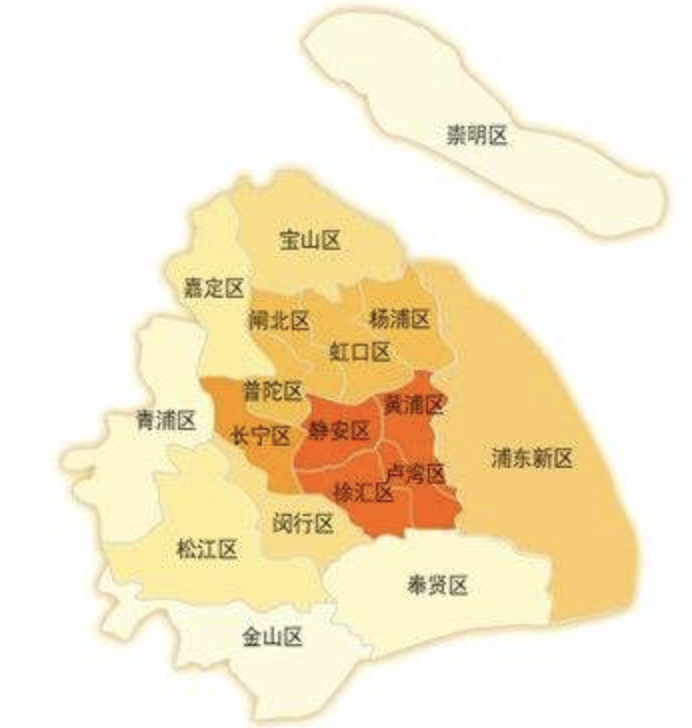 崇明区
宝山区
嘉定区
闸北区
杨浦区
虹口区
普陀区
黄浦区
青浦区
长宁区
静安区
浦东新区
卢湾区
徐汇区
闵行区
松江区
奉贤区
金山区